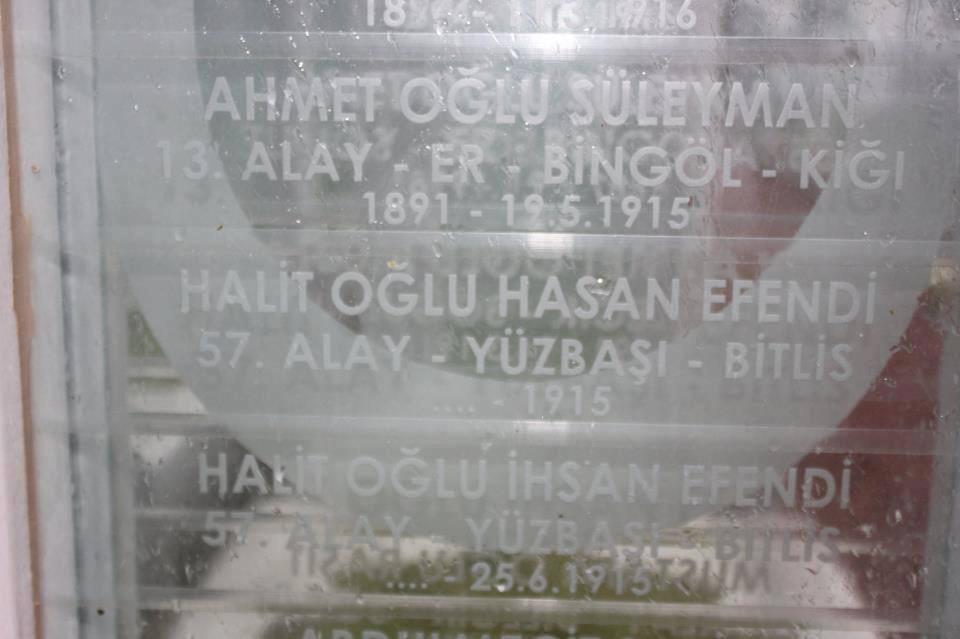 1916
AHMET OĞLU SÜLEYMAN
13. ALAY - ER - BİNGÖL - KİĞI
1891 - 19.5.1915
HALİT OĞLU HASAN EFENDİ
57. ALAY - YÜZBAŞI - BİTLİS
.... - 1915
HALİT OĞLU İHSAN EFENDİ
57. ALAY - YÜZBAŞI - BİTLİS
.... - 25.6.1915